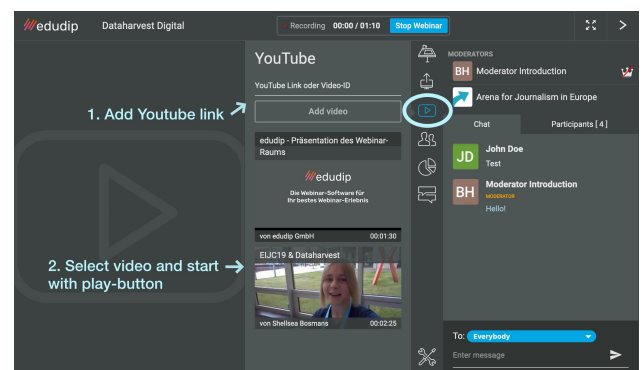 edudip
Dataharvest Digital
Recording 00:00 / 01:10 Stop Webinar
YouTube
YouTube Link oder Video-ID
Add video
1. Add Youtube link
edudip - Präsentation des Webinar-
Raums
edudip
Die Webinar-Software für
Ihr bestes Webinar-Erlebnis
von edudip GmbH 00:01:30
EIJC19 & Dataharvest
2. Select video and start
with play-button
von Shellsea Bosmans 00:02:25
MODERATORS
BH Moderator Introduction
Arena for Journalism in Europe
Chat Participants [ 4 ]
JD
John Doe
Test
BH
Moderator Introduction
MODERATOR
Hello!
To: Everybody
Enter message